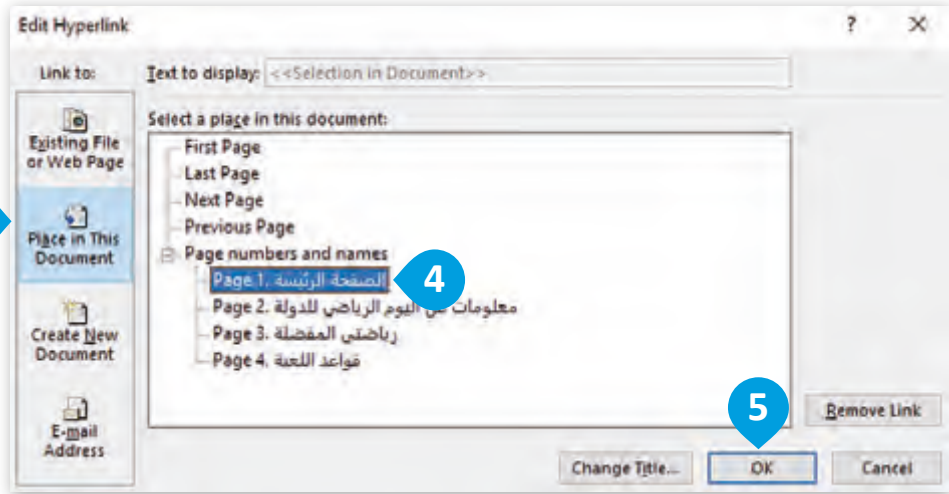 Edit Hyperlink
Link to:
Text to display: <<Selection in Document>>
Existing File or Web Page
Place in This Document
Create New Document
E-mail Address
Select a place in this document:
First Page
Last Page
Next Page
Previous Page
Page numbers and names
Page 1. الصفحة الرئيسة
4
Page 2. معلومات اليوم الرياضي للدولة
Page 3. رياضتي المفضلة
Page 4. قواعد اللعبة
5
Remove Link
Change Title...
OK
Cancel